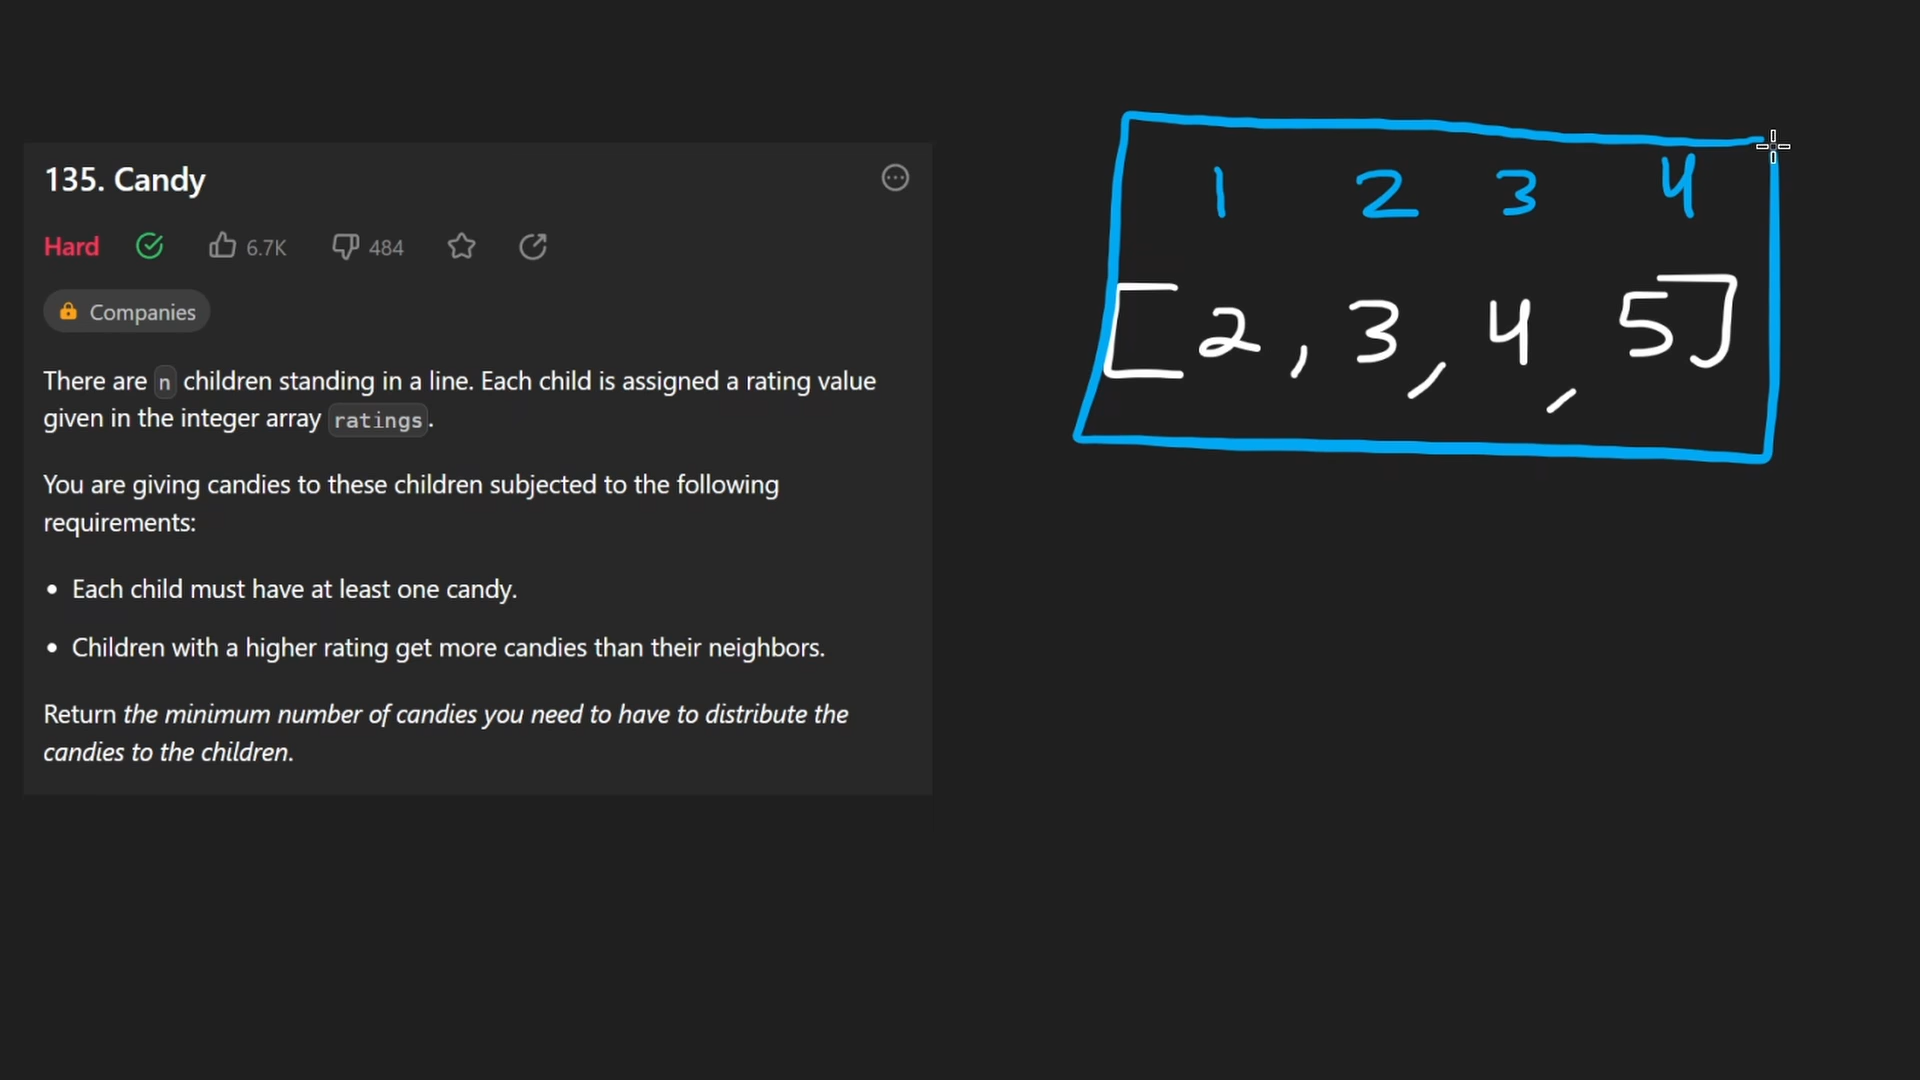 135. Candy
Hard 6.7K 484
Companies
There are n children standing in a line. Each child is assigned a rating value
given in the integer array ratings.
You are giving candies to these children subjected to the following
requirements:
• Each child must have at least one candy.
• Children with a higher rating get more candies than their neighbors.
Return the minimum number of candies you need to have to distribute the
candies to the children.
1 2 3 4
[2, 3, 4, 5]